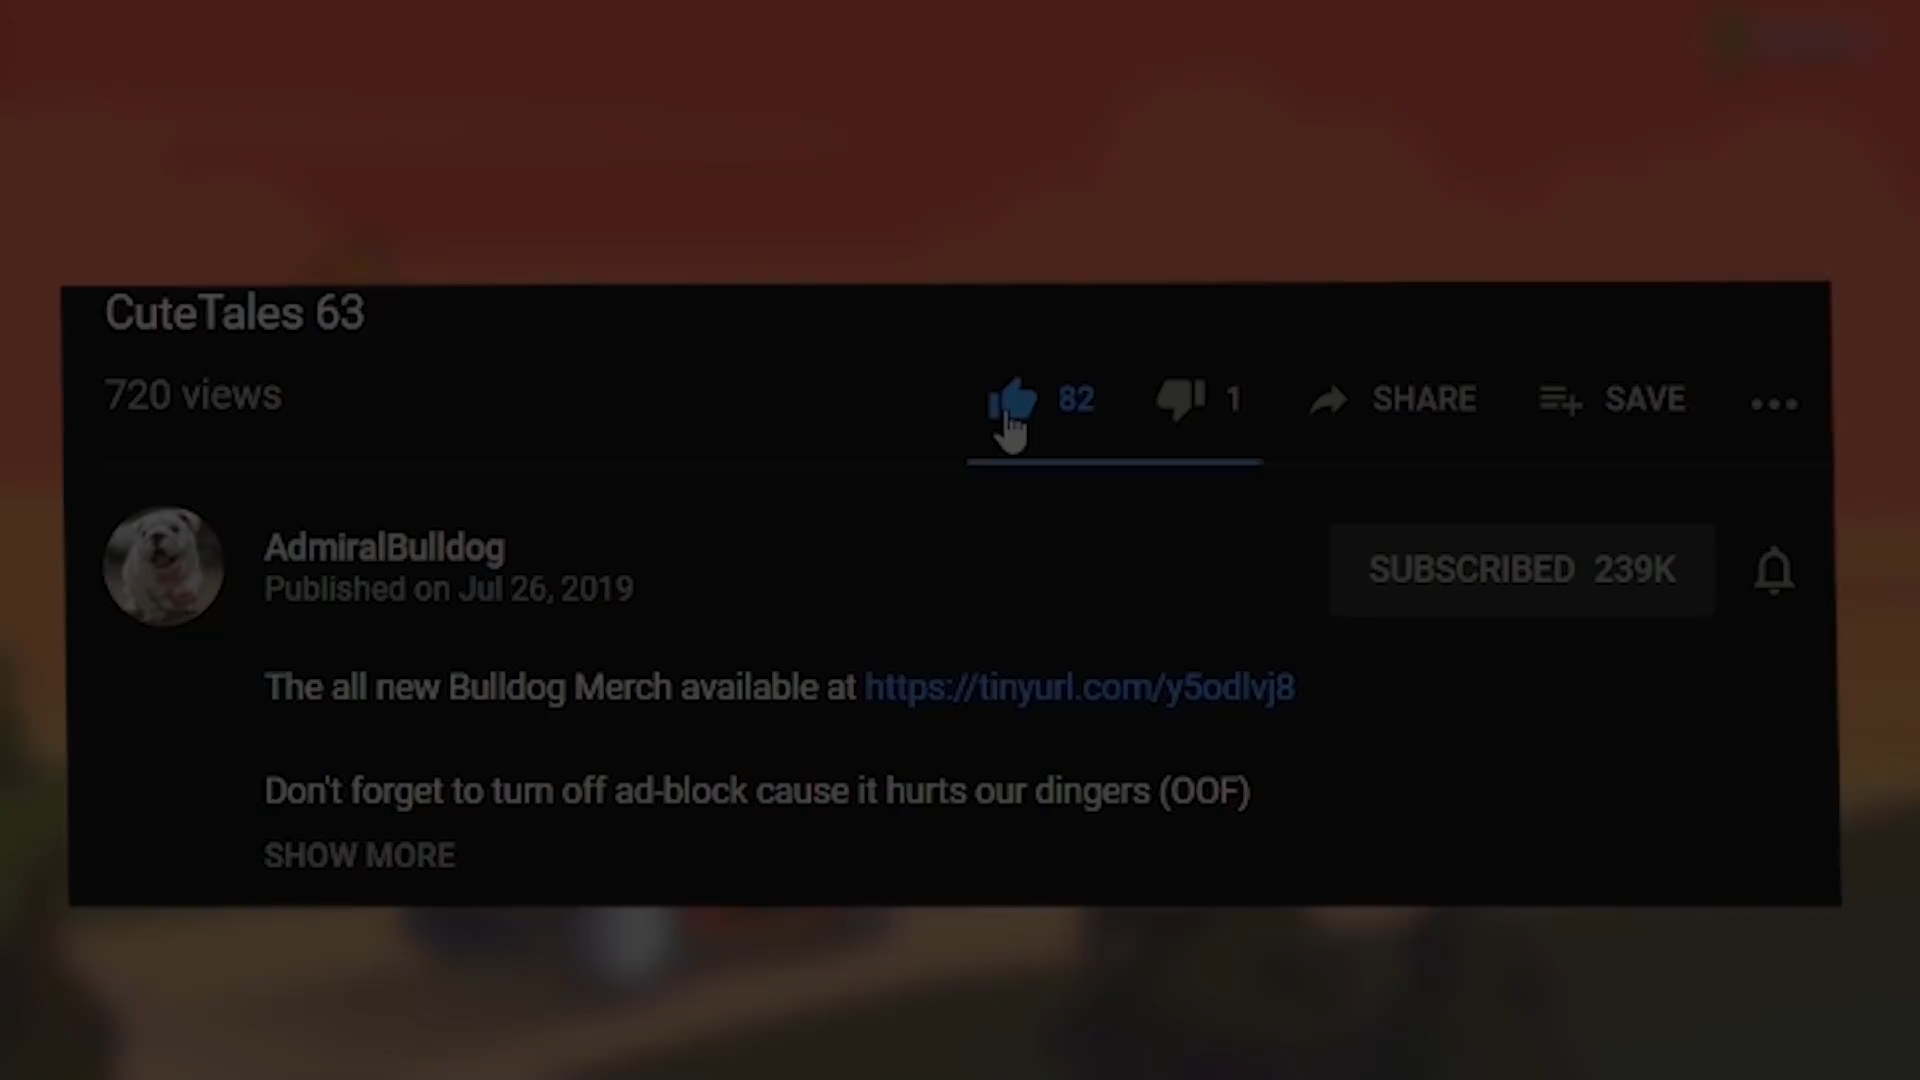 CuteTales 63
720 views
82 1 SHARE SAVE
AdmiralBulldog
SUBSCRIBED 239K
Published on Jul 26, 2019
The all new Bulldog Merch available at https://tinyurl.com/y5odlvj8
Don't forget to turn off ad-block cause it hurts our dingers (OOF)
SHOW MORE